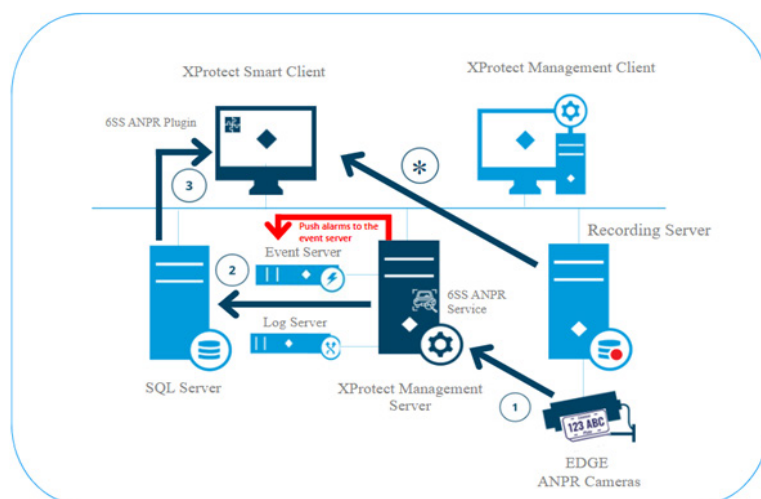 XProtect Smart Client
XProtect Management Client
6SS ANPR Plugin
*
3
Push alarms to the
event server
Recording Server
Event Server
2
6SS ANPR
Service
Log Server
SQL Server
XProtect Management
Server
1
123 ABC
EDGE
ANPR Cameras